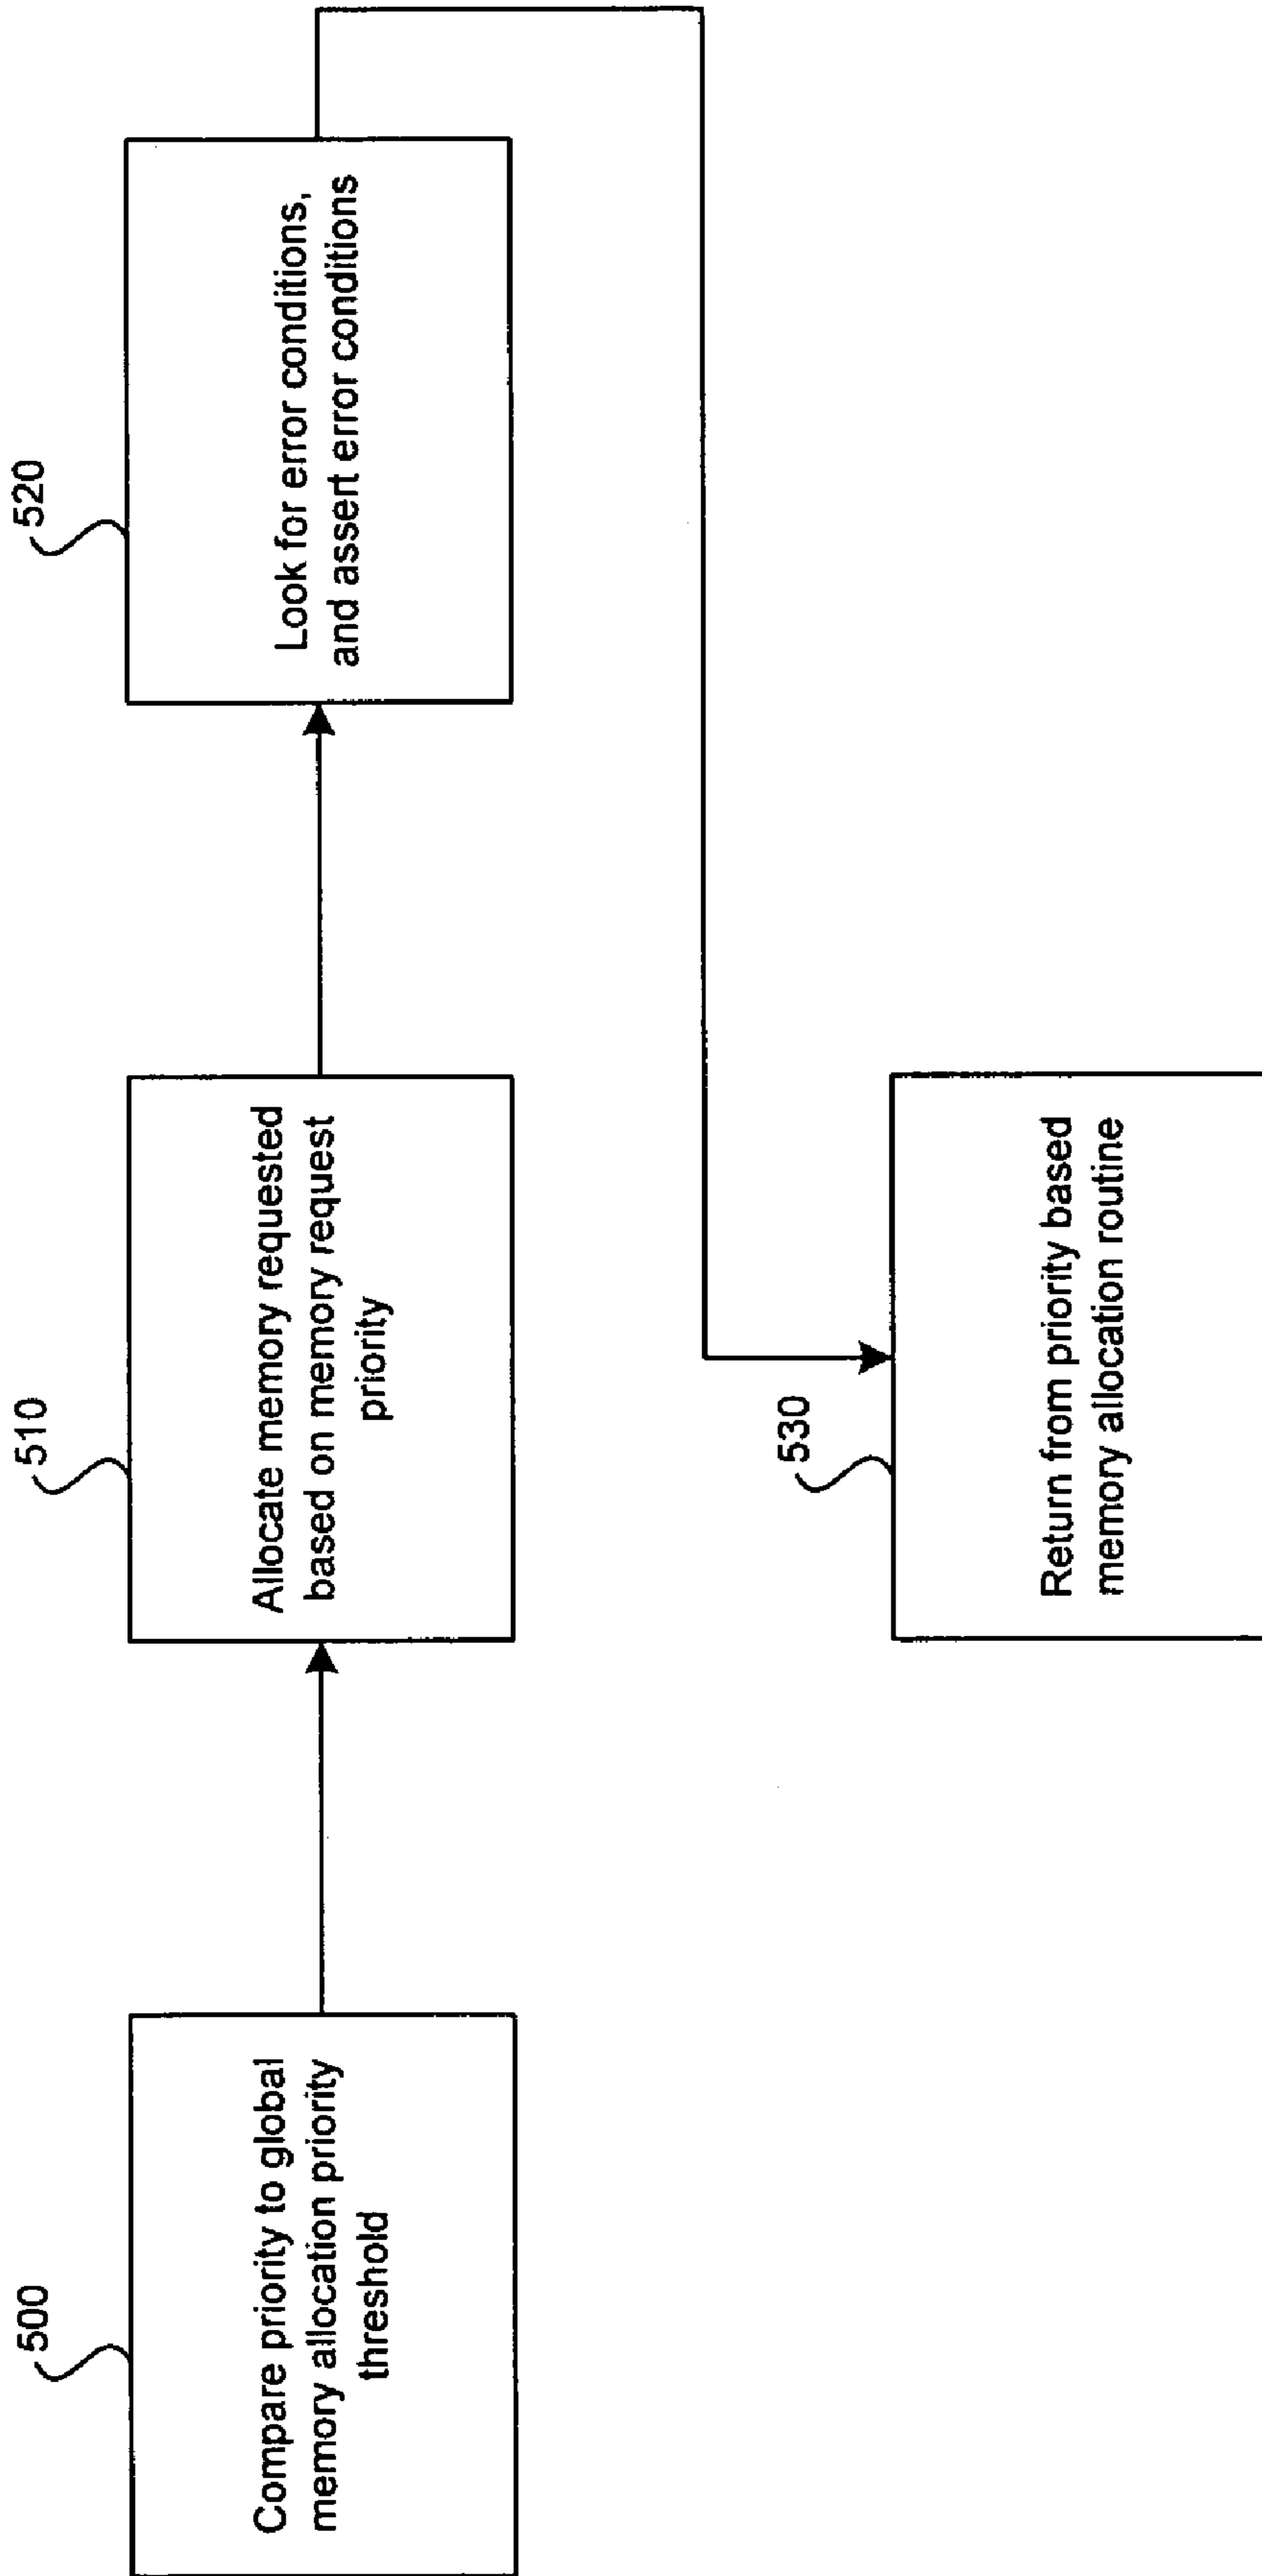 500
Compare priority to global
memory allocation priority
threshold
510
Allocate memory requested
based on memory request
priority
520
Look for error conditions,
and assert error conditions
530
Return from priority based
memory allocation routine